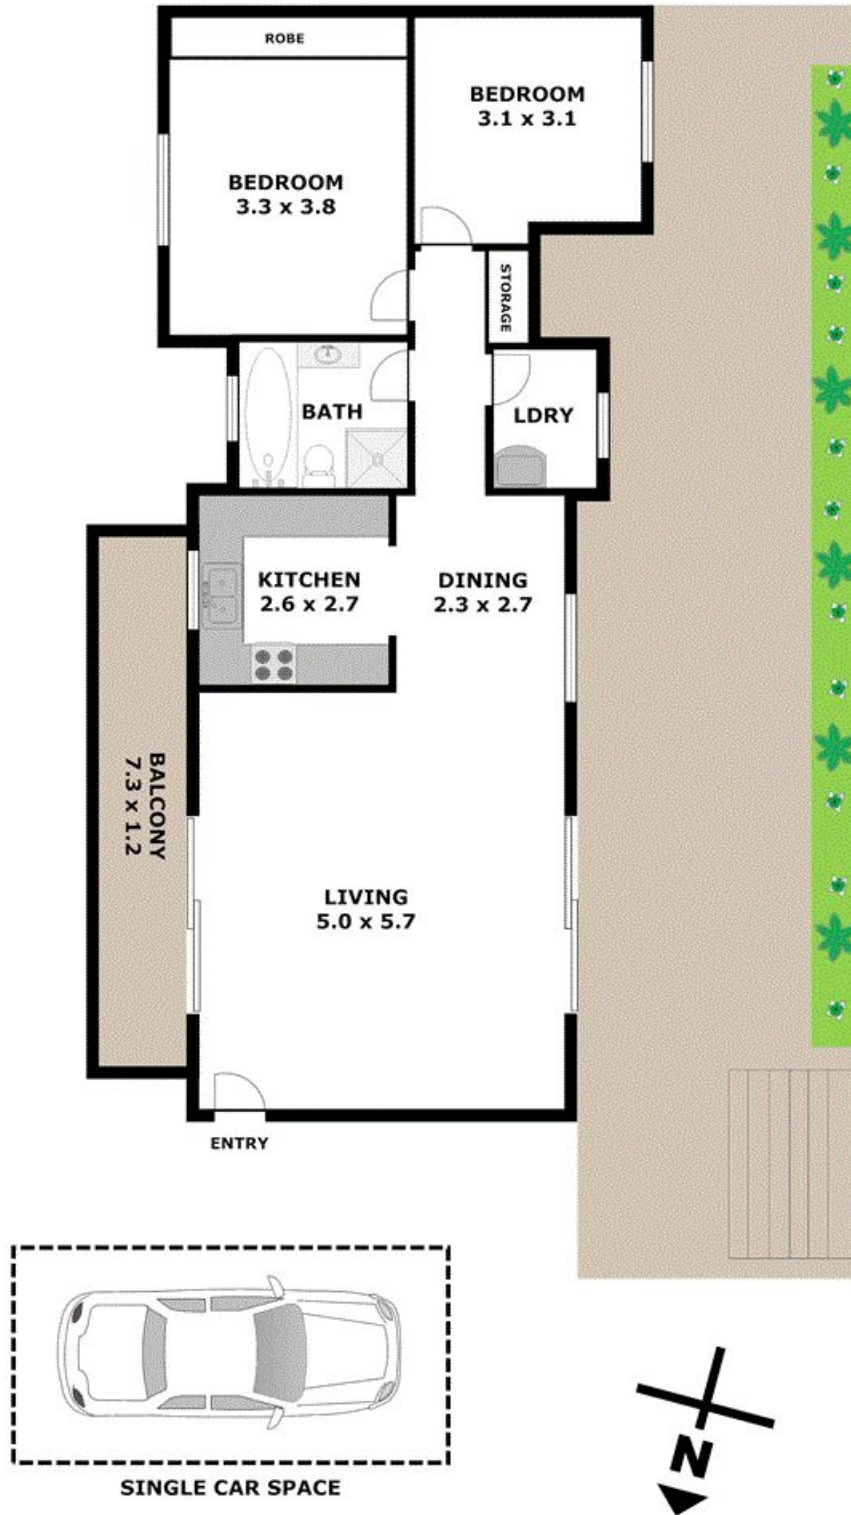 ROBE
BEDROOM
3.1 x 3.1
BEDROOM
3.3 x 3.8
STORAGE
BATH
LDRY
KITCHEN
2.6 x 2.7
DINING
2.3 x 2.7
BALCONY
7.3 x 1.2
LIVING
5.0 x 5.7
ENTRY
SINGLE CAR SPACE
N